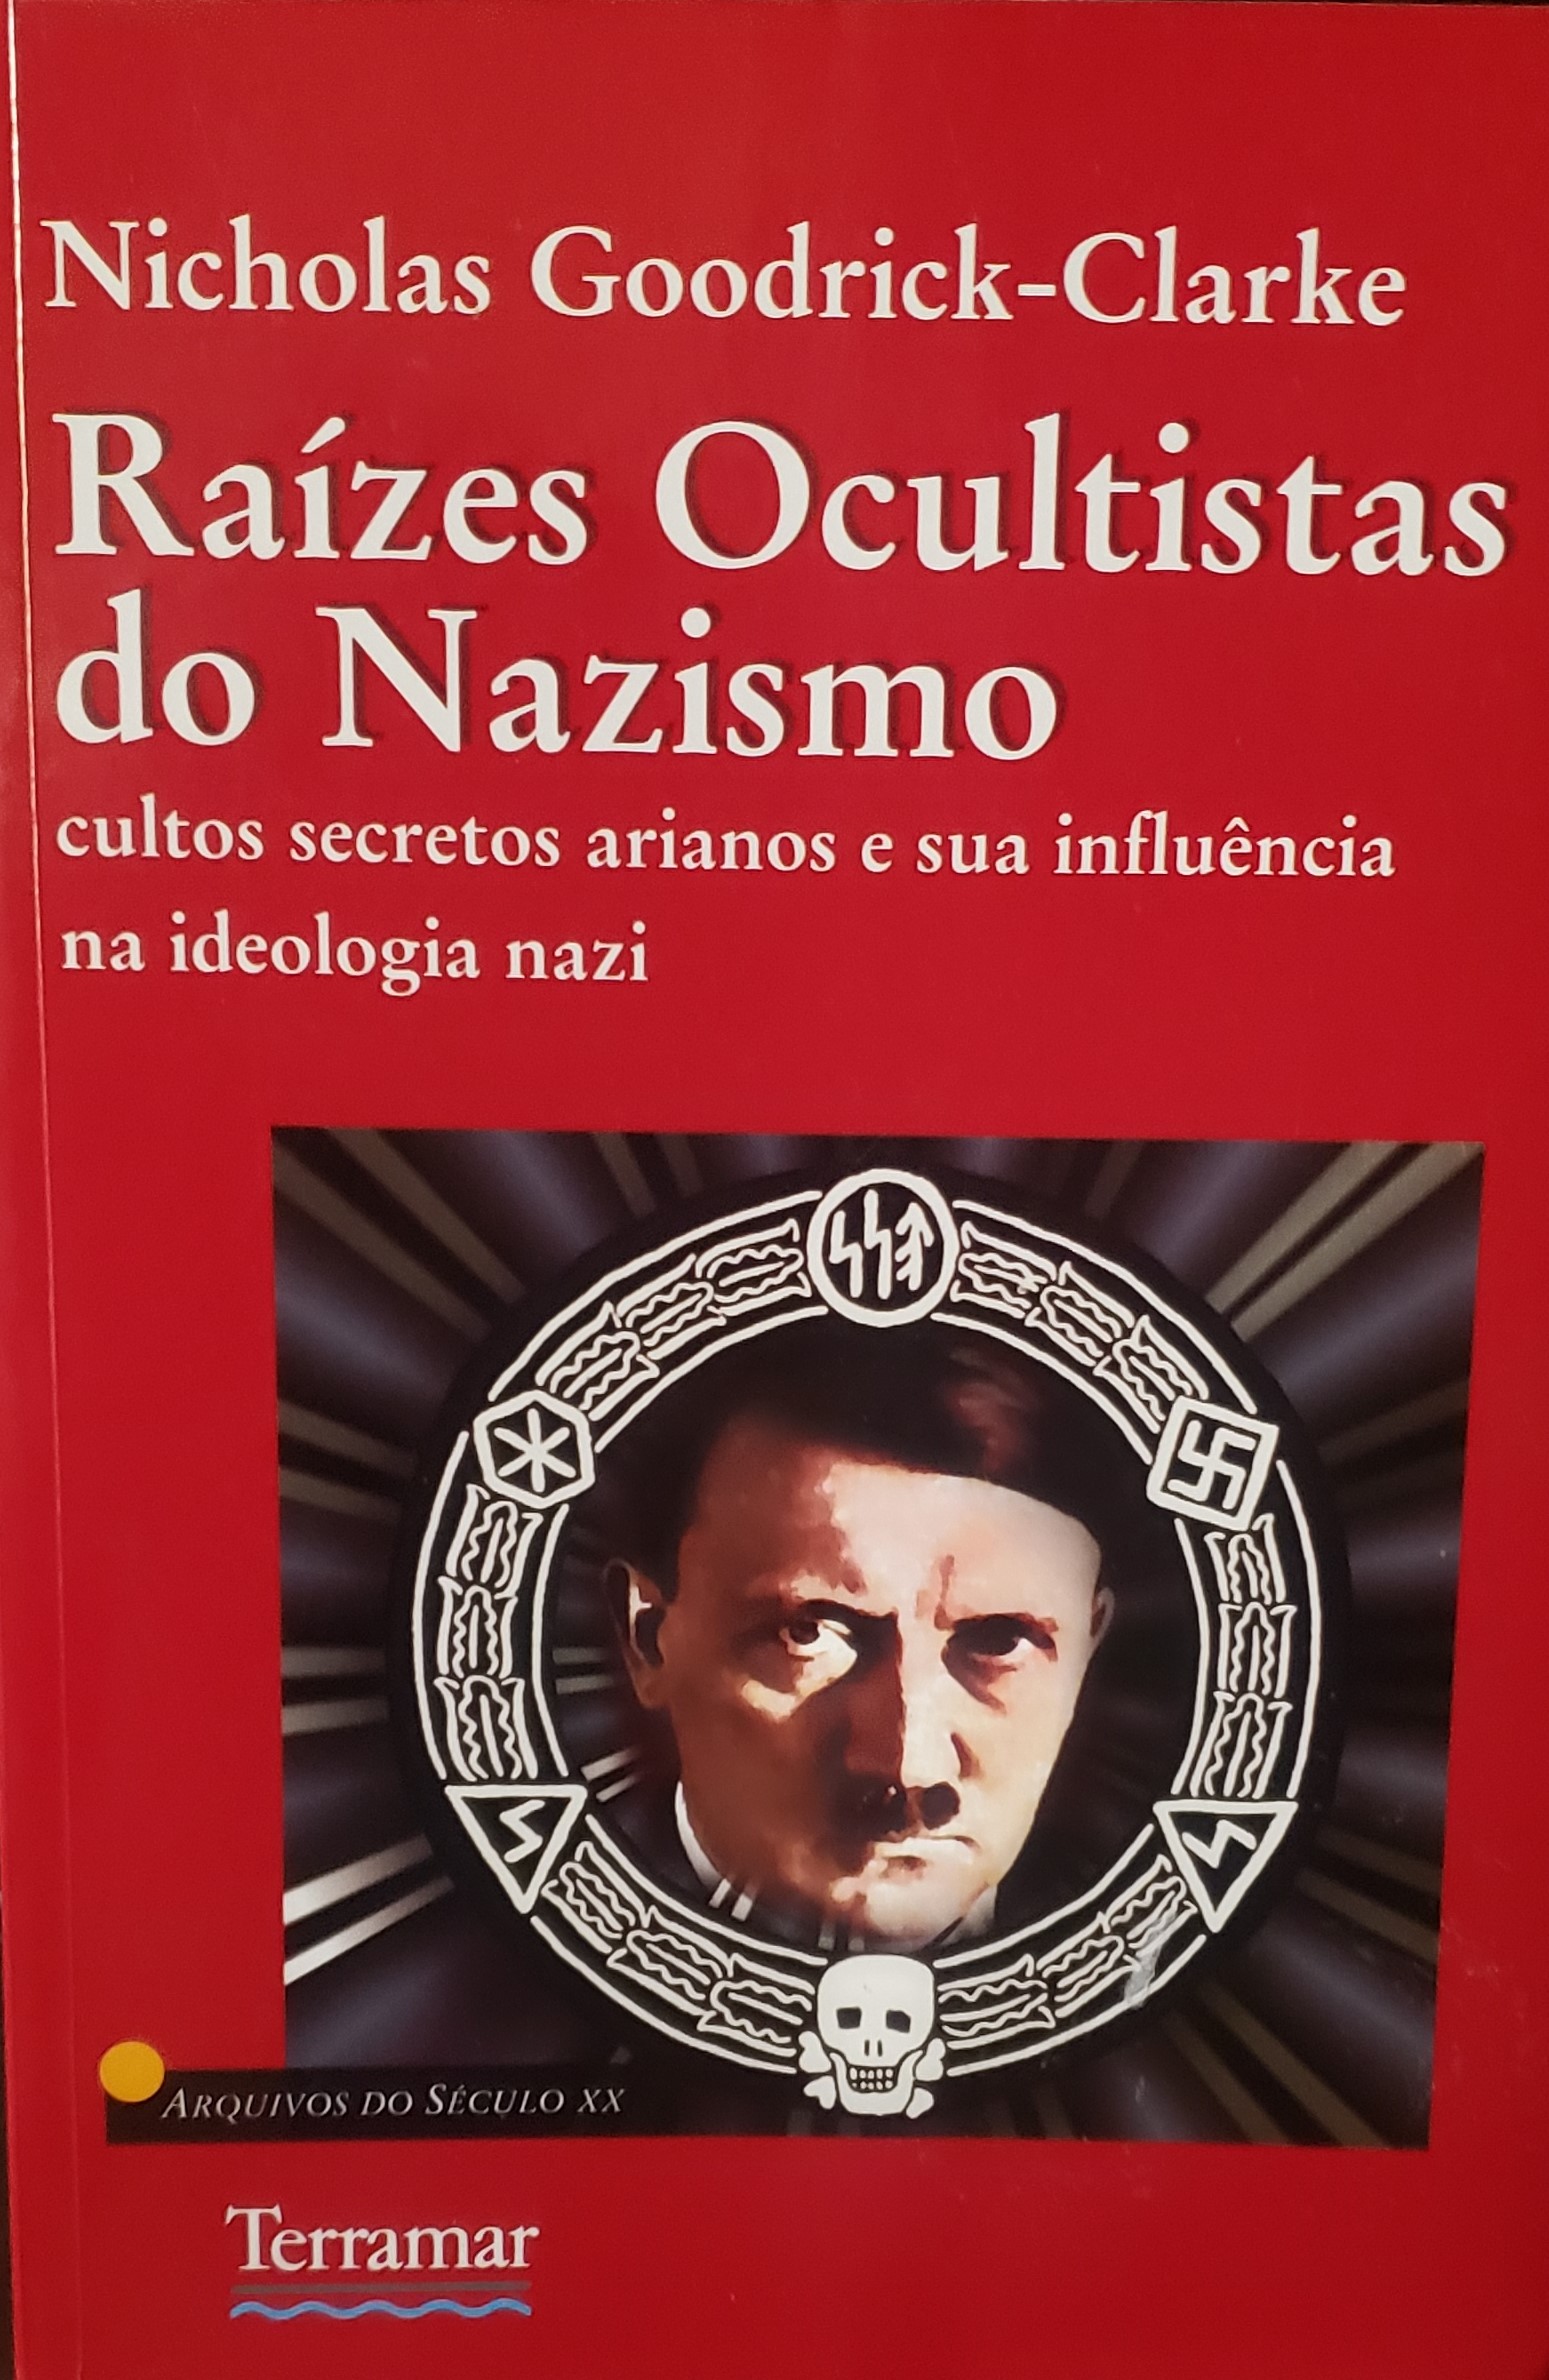 Nicholas Goodrick-Clarke
Raízes Ocultistas
do Nazismo
cultos secretos arianos e sua influência
na ideologia nazi
ARQUIVOS DO SÉCULO XX
Terramar